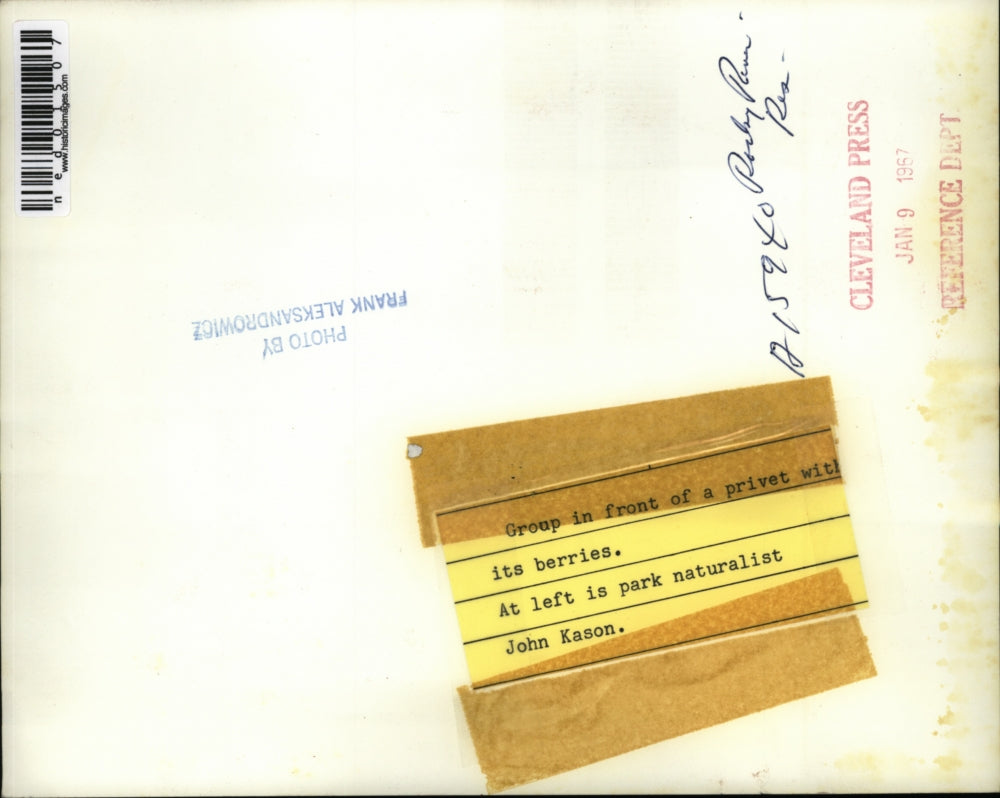 Group in front of a privet with
its berries.
At left is park naturalist
John Kason.
PHOTO BY
FRANK ALEKSANDROWICZ
CLEVELAND PRESS
JAN 9 1967
REFERENCE DEPT
Rocky River
Res-
www.historicimages.com